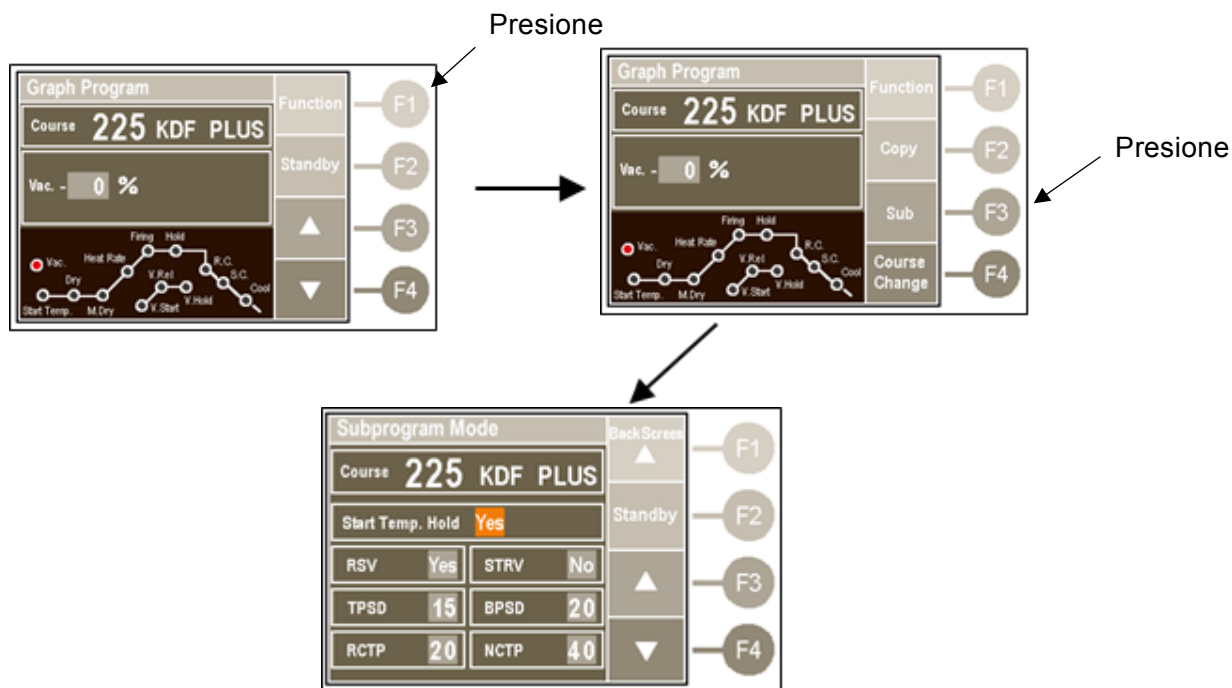 Presione
Graph Program
Course 225 KDF PLUS
Vac. - 0 %
Vac.
Dry
Heat Rate
Firing Hold
R.C.
S.C.
Cool
V.Rel
V.Hold
V.Start
M.Dry
Start Temp.
Function F1
Standby F2
▲ F3
▼ F4
Presione
Graph Program
Course 225 KDF PLUS
Vac. - 0 %
Vac.
Dry
Heat Rate
Firing Hold
R.C.
S.C.
Cool
V.Rel
V.Hold
V.Start
M.Dry
Start Temp.
Function F1
Copy F2
Sub F3
Course
Change F4
Subprogram Mode
Course 225 KDF PLUS
Start Temp. Hold Yes
RSV Yes STRV No
TPSD 15 BPSD 20
RCTP 20 NCTP 40
BackScreen
▲ F1
Standby F2
▲ F3
▼ F4